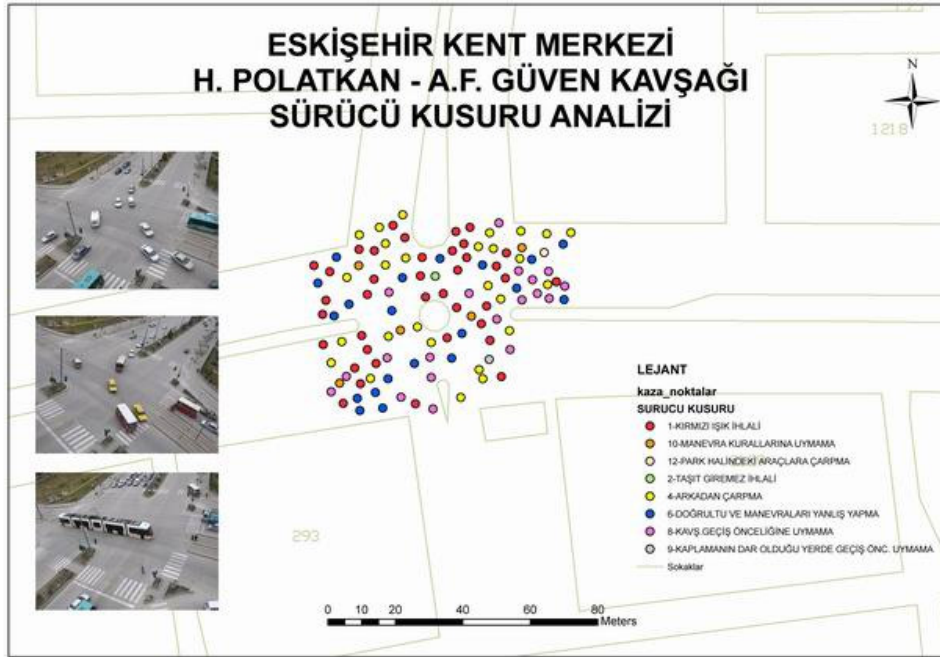 ESKİŞEHİR KENT MERKEZİ
H. POLATKAN - A.F. GÜVEN KAVŞAĞI
SÜRÜCÜ KUSURU ANALİZİ
N
1218
LEJANT
kaza_noktalar
SURUCU KUSURU
1-KIRMIZI IŞIK İHLALİ
10-MANEVRA KURALLARINA UYMAMA
12-PARK HALİNDEKİ ARAÇLARA ÇARPMA
2-TAŞIT GİREMEZ İHLALİ
4-ARKADAN ÇARPMA
6-DOĞRULTU VE MANEVRALARI YANLIŞ YAPMA
8-KAVŞ.GEÇİŞ ÖNCELİĞİNE UYMAMA
9-KAPLAMANIN DAR OLDUĞU YERDE GEÇİŞ ÖNC. UYMAMA
Sokaklar
293
0 10 20 40 60 80
Meters